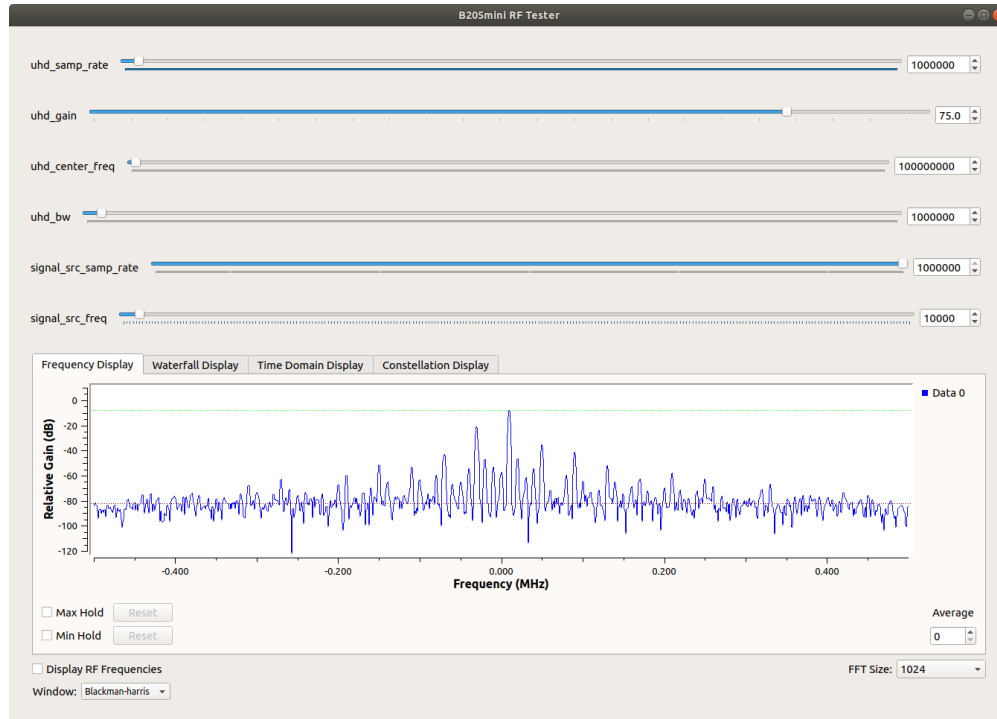 B205mini RF Tester
uhd_samp_rate 1000000
uhd_gain 75.0
uhd_center_freq 100000000
uhd_bw 1000000
signal_src_samp_rate 1000000
signal_src_freq 10000
Frequency Display Waterfall Display Time Domain Display Constellation Display
Data 0
Relative Gain (dB)
0
-20
-40
-60
-80
-100
-120
-0.400 -0.200 0.000 0.200 0.400
Frequency (MHz)
Max Hold Reset Average
Min Hold Reset 0
Display RF Frequencies FFT Size: 1024
Window: Blackman-harris